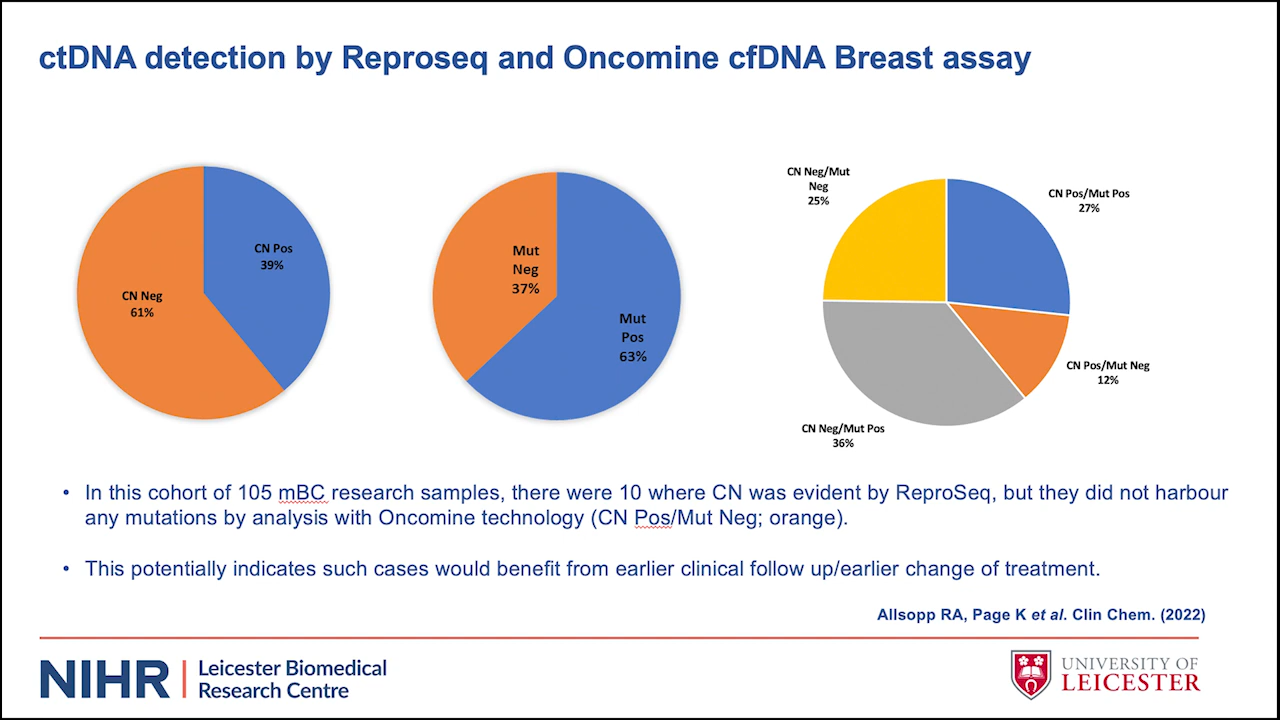 ctDNA detection by Reproseq and Oncomine cfDNA Breast assay
CN Pos
39%
CN Neg
61%
Mut
Neg
37%
Mut
Pos
63%
CN Neg/Mut
Neg
25%
CN Pos/Mut Pos
27%
CN Pos/Mut Neg
12%
CN Neg/Mut Pos
36%
• In this cohort of 105 mBC research samples, there were 10 where CN was evident by ReproSeq, but they did not harbour
any mutations by analysis with Oncomine technology (CN Pos/Mut Neg; orange).
• This potentially indicates such cases would benefit from earlier clinical follow up/earlier change of treatment.
Allsopp RA, Page K et al. Clin Chem. (2022)
NIHR | Leicester Biomedical
Research Centre
UNIVERSITY OF
LEICESTER